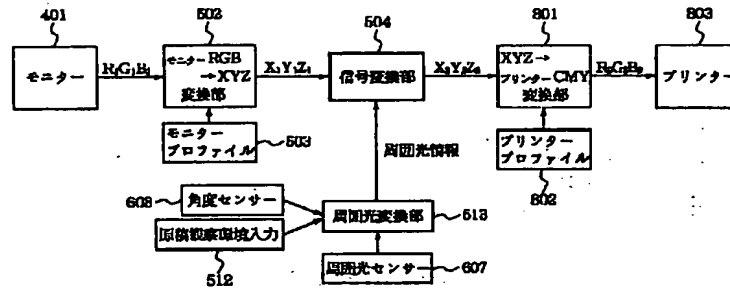 401
502
504
801
803
モニター
R₁G₁B₁
モニターRGB
→XYZ
変換部
X₁Y₁Z₁
信号変換部
X₂Y₂Z₂
XYZ→
プリンターCMY
変換部
R₂G₂B₂
プリンター
モニター
プロファイル
503
周囲光情報
プリンター
プロファイル
802
608
角度センサー
原稿観察環境入力
512
周囲光変換部
513
周囲光センサー
607